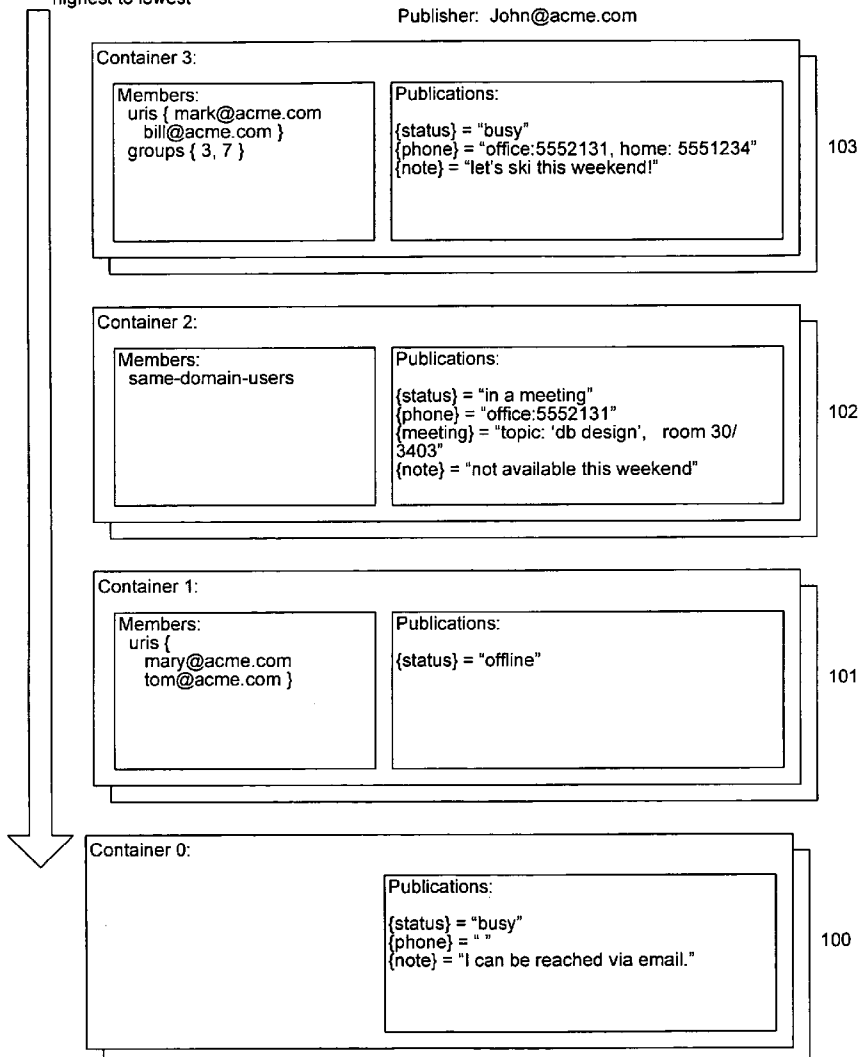 highest to lowest
Publisher: John@acme.com
Container 3:
Members:
uris { mark@acme.com
bill@acme.com }
groups { 3, 7 }
Publications:
{status} = “busy”
{phone} = “office:5552131, home: 5551234”
{note} = “let's ski this weekend!”
103
Container 2:
Members:
same-domain-users
Publications:
{status} = “in a meeting”
{phone} = “office:5552131”
{meeting} = “topic: ‘db design’, room 30/
3403”
{note} = “not available this weekend”
102
Container 1:
Members:
uris {
mary@acme.com
tom@acme.com }
Publications:
{status} = “offline”
101
Container 0:
Publications:
{status} = “busy”
{phone} = “ ”
{note} = “I can be reached via email.”
100